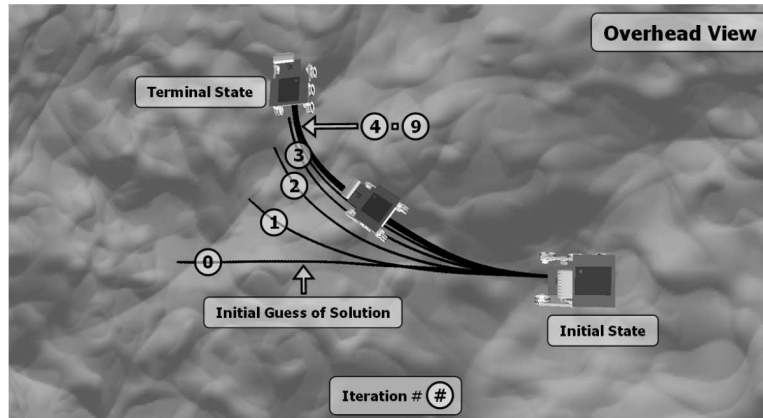 Overhead View
Terminal State
4 9
3
2
1
0
Initial Guess of Solution
Initial State
Iteration # #